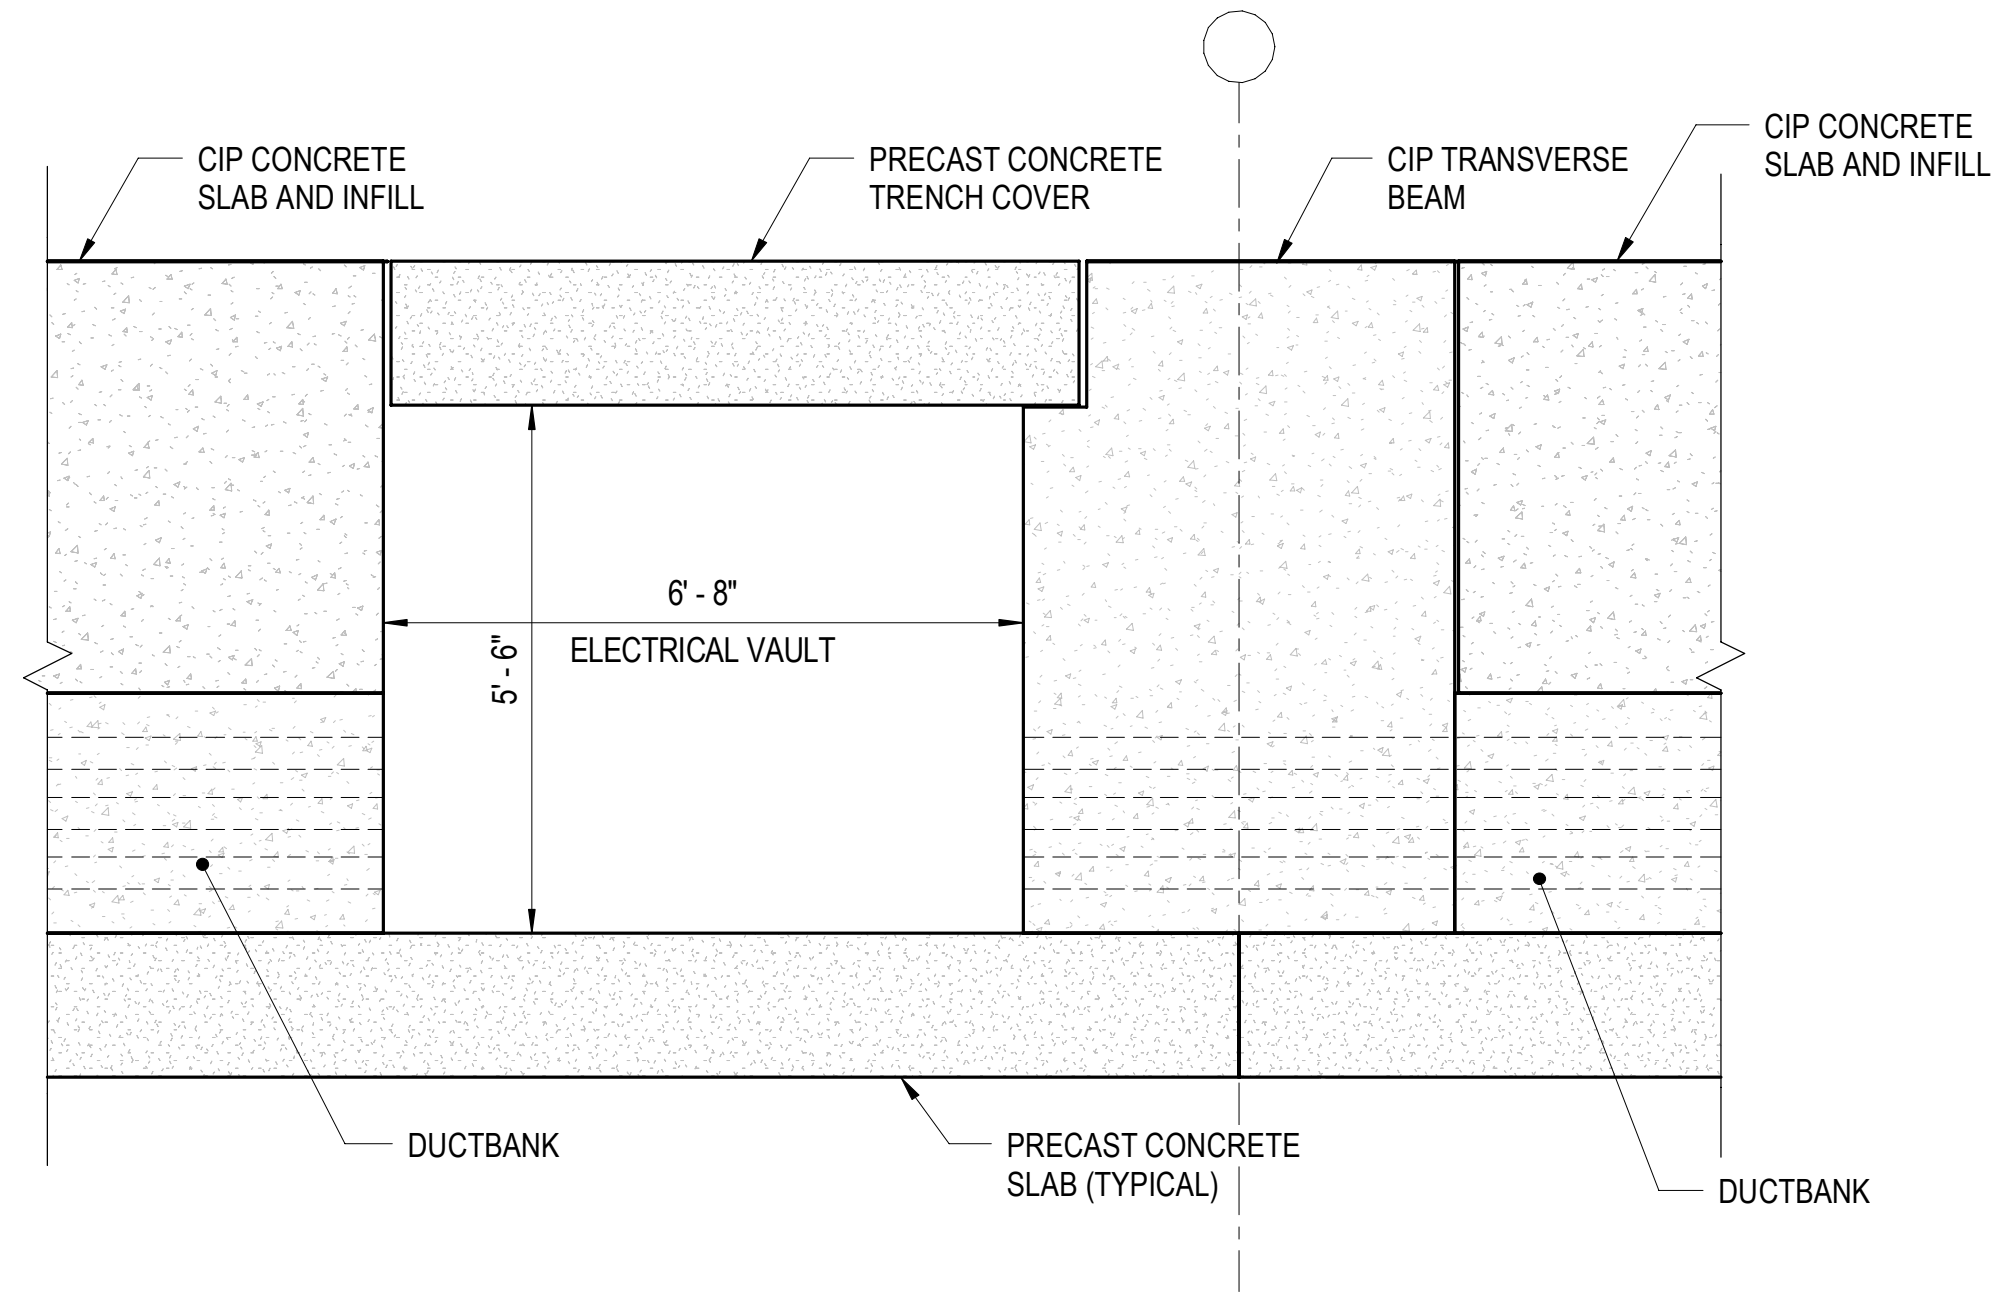 CIP CONCRETE
SLAB AND INFILL
PRECAST CONCRETE
TRENCH COVER
CIP TRANSVERSE
BEAM
CIP CONCRETE
SLAB AND INFILL
6' - 8"
ELECTRICAL VAULT
5' - 6"
DUCTBANK
PRECAST CONCRETE
SLAB (TYPICAL)
DUCTBANK